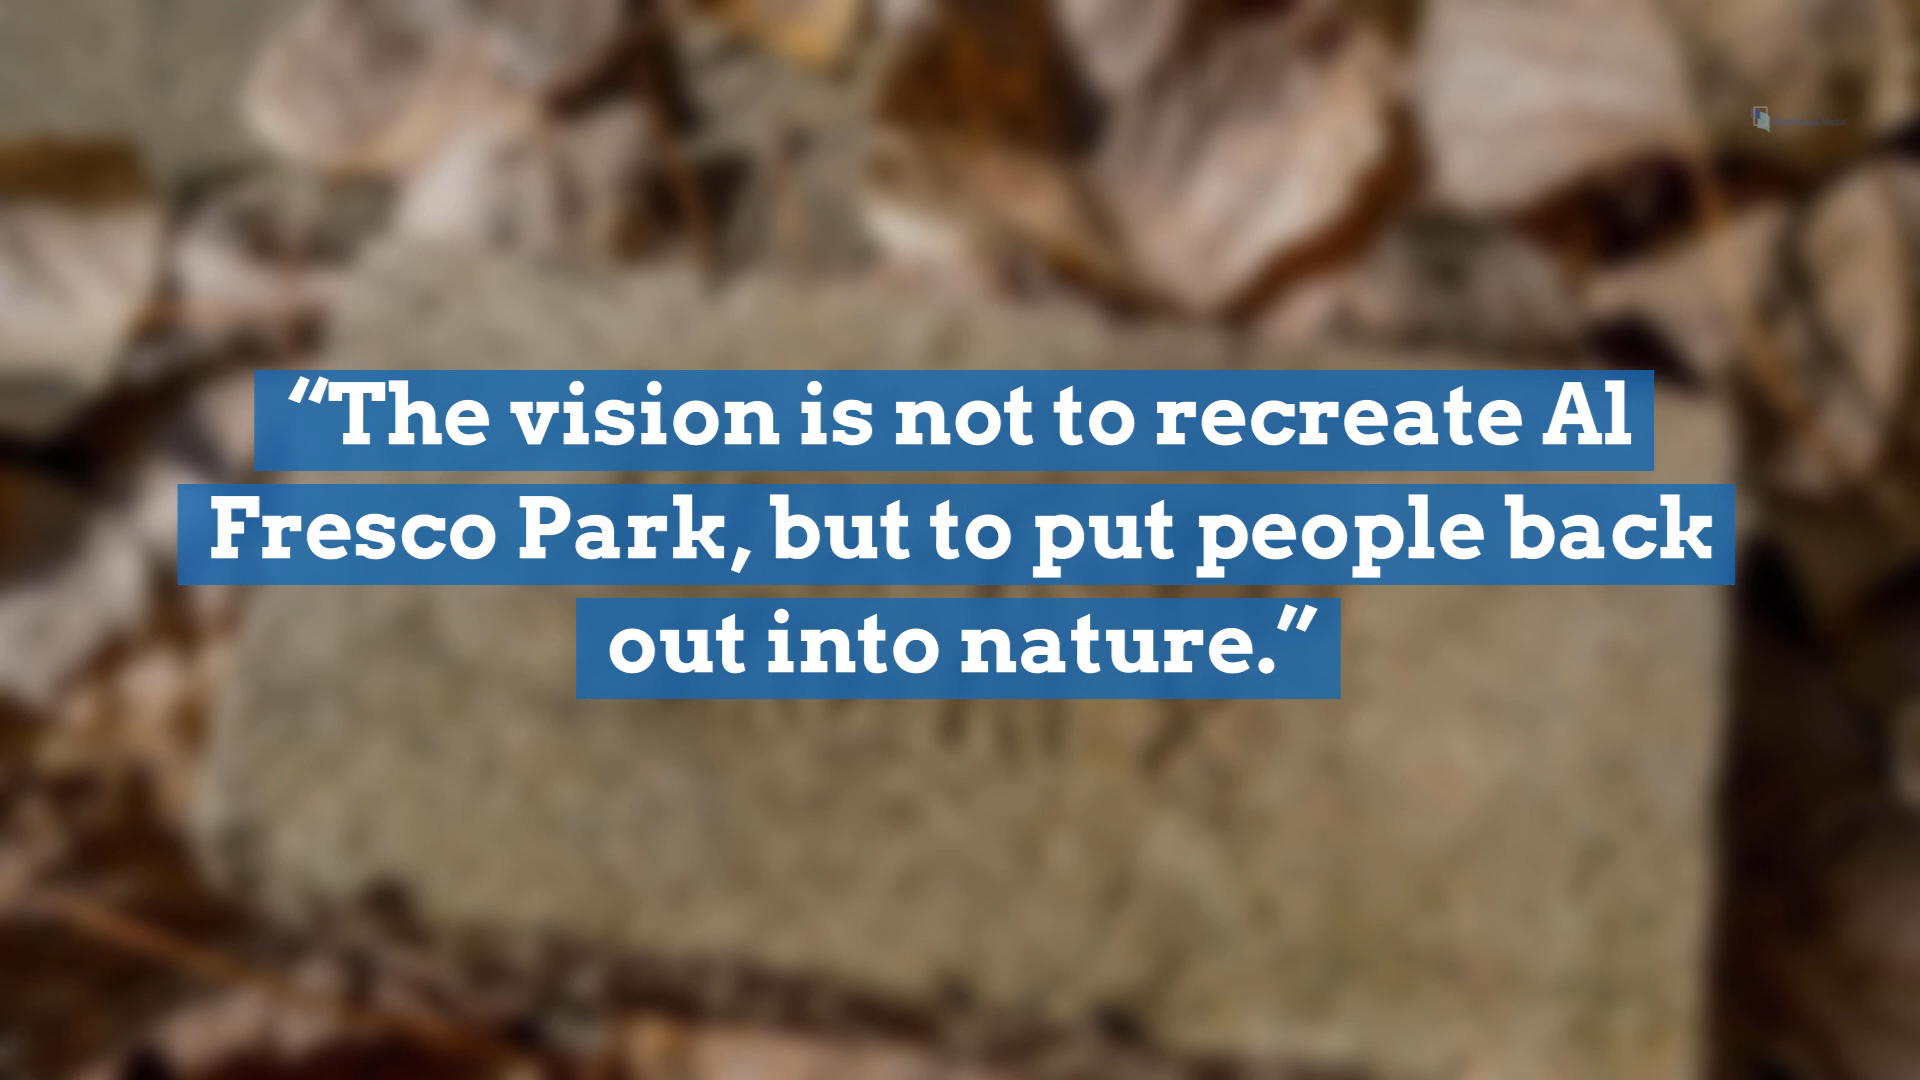 “The vision is not to recreate Al
Fresco Park, but to put people back
out into nature.”